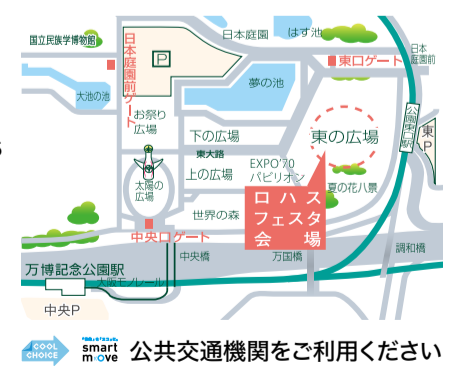 国立民族学博物館
日本庭園前ゲート
P
日本庭園
はす池
東口ゲート
日本
庭園前
大池の池
夢の池
お祭り
広場
下の広場
東の広場
公園東口駅
東
P
東大路
EXPO'70
パビリオン
上の広場
太陽の
広場
夏の花八景
世界の森
ロハス
フェスタ
会場
中央口ゲート
中央橋
万国橋
調和橋
万博記念公園駅
大阪モノレール
中央P
COOL
CHOICE
smart
move
公共交通機関をご利用ください